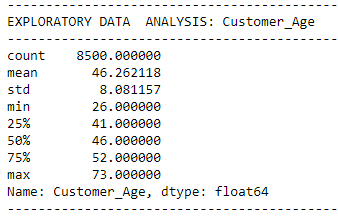 ----------------------------------------------
EXPLORATORY DATA  ANALYSIS: Customer_Age
----------------------------------------------
count    8500.000000
mean       46.262118
std         8.081157
min        26.000000
25%        41.000000
50%        46.000000
75%        52.000000
max        73.000000
Name: Customer_Age, dtype: float64
----------------------------------------------